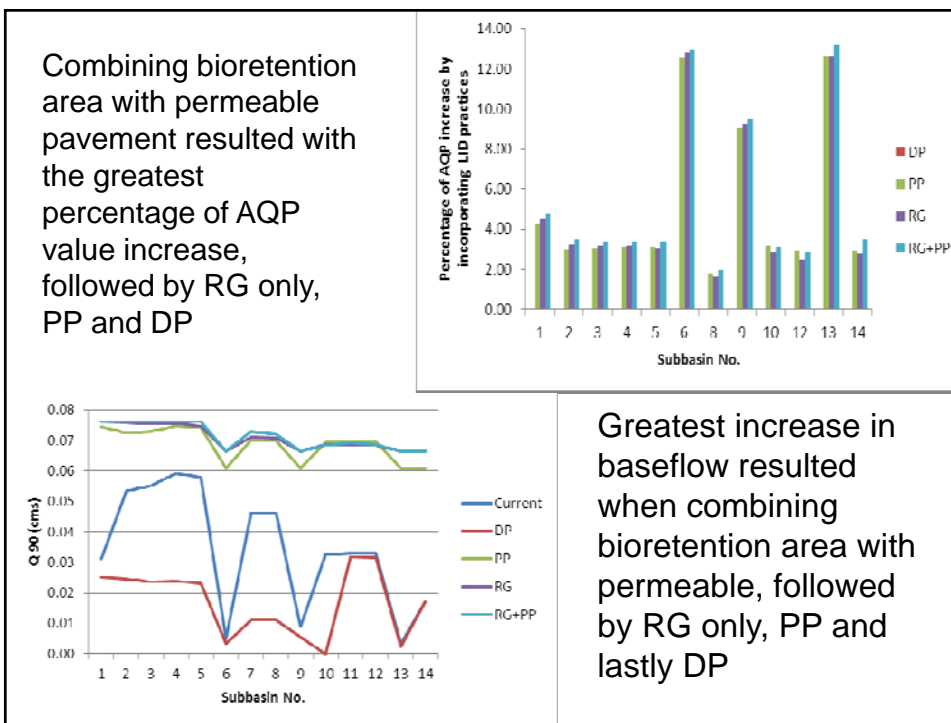 Combining bioretention
area with permeable
pavement resulted with
the greatest
percentage of AQP
value increase,
followed by RG only,
PP and DP
Percentage of AQP increase by
incorporating LID practices
14.00
12.00
10.00
8.00
6.00
4.00
2.00
0.00
1 2 3 4 5 6 8 9 10 12 13 14
Subbasin No.
DP
PP
RG
RG+PP
Q 90 (cms)
0.08
0.07
0.06
0.05
0.04
0.03
0.02
0.01
0.00
1 2 3 4 5 6 7 8 9 10 11 12 13 14
Subbasin No.
Current
DP
PP
RG
RG+PP
Greatest increase in
baseflow resulted
when combining
bioretention area with
permeable, followed
by RG only, PP and
lastly DP